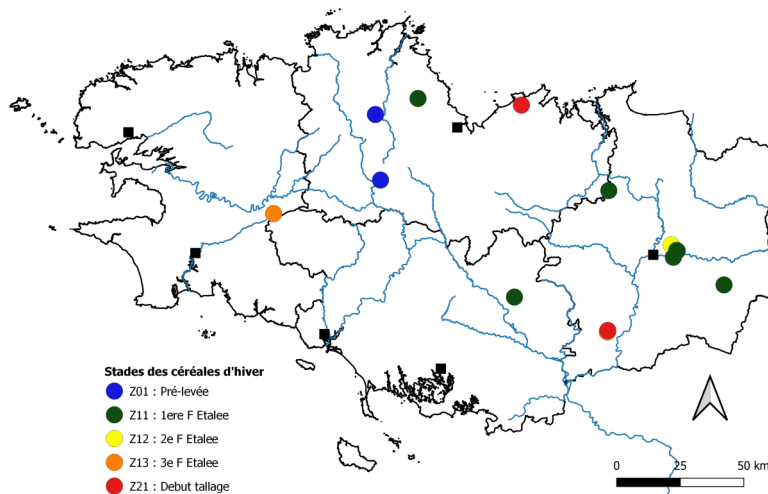 Stades des céréales d'hiver
Z01 : Pré-levée
Z11 : 1ere F Etalee
Z12 : 2e F Etalee
Z13 : 3e F Etalee
Z21 : Debut tallage
0 25 50 km